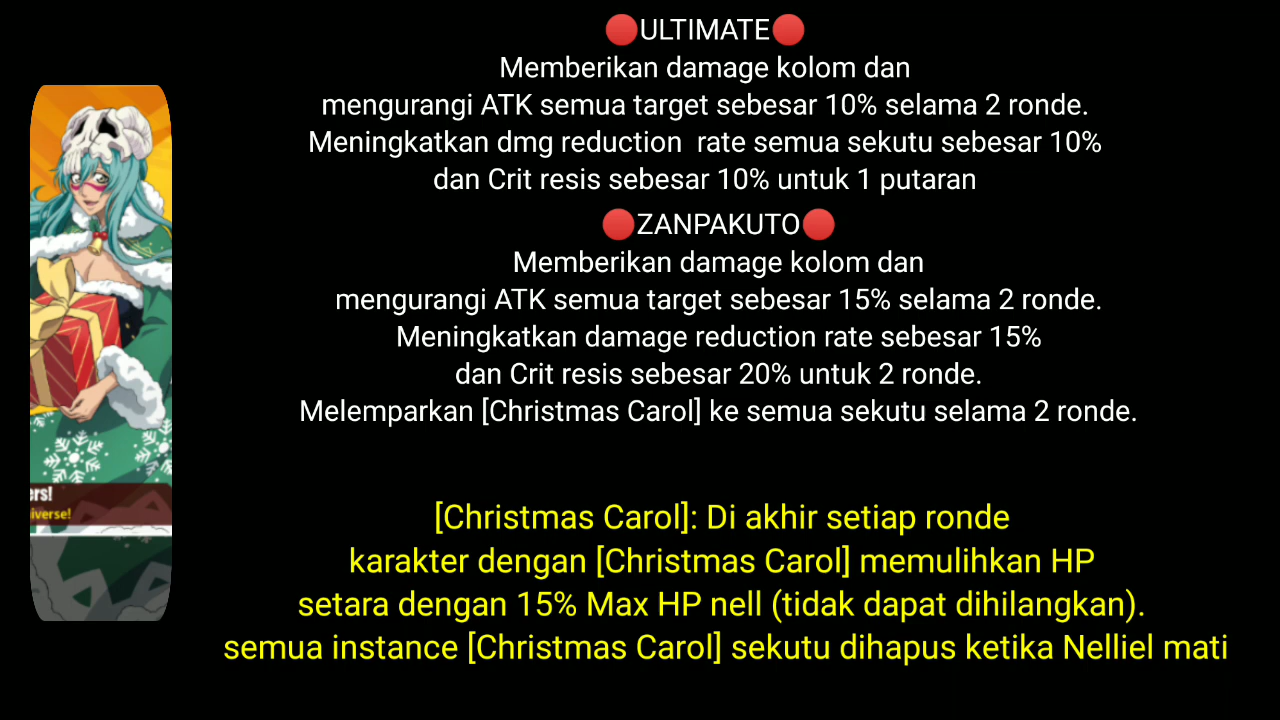 🔴ULTIMATE🔴
Memberikan damage kolom dan
mengurangi ATK semua target sebesar 10% selama 2 ronde.
Meningkatkan dmg reduction  rate semua sekutu sebesar 10%
dan Crit resis sebesar 10% untuk 1 putaran
🔴ZANPAKUTO🔴
Memberikan damage kolom dan
mengurangi ATK semua target sebesar 15% selama 2 ronde.
Meningkatkan damage reduction rate sebesar 15%
dan Crit resis sebesar 20% untuk 2 ronde.
Melemparkan [Christmas Carol] ke semua sekutu selama 2 ronde.
ers!
iverse!
[Christmas Carol]: Di akhir setiap ronde
karakter dengan [Christmas Carol] memulihkan HP
setara dengan 15% Max HP nell (tidak dapat dihilangkan).
semua instance [Christmas Carol] sekutu dihapus ketika Nelliel mati